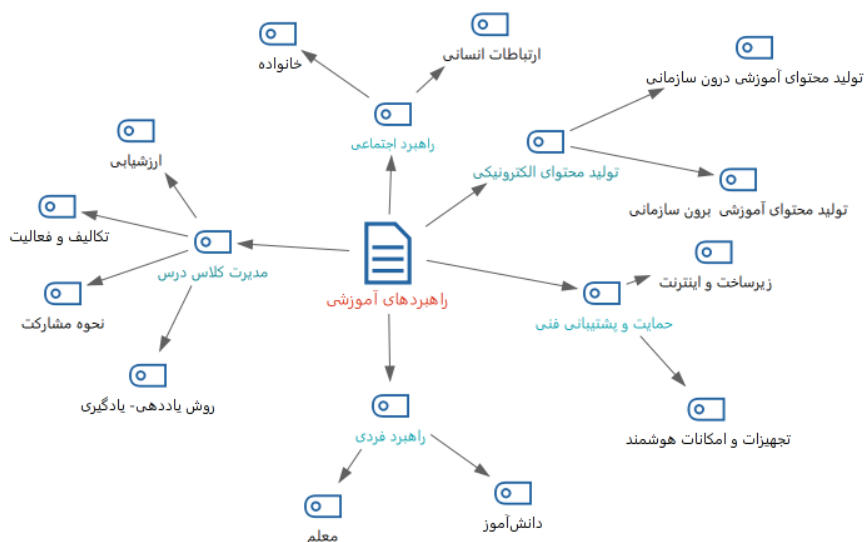 ارتباطات انسانی
خانواده
تولید محتوای آموزشی درون سازمانی
راهبرد اجتماعی
ارزشیابی
تولید محتوای الکترونیکی
تولید محتوای آموزشی برون سازمانی
تکالیف و فعالیت
مدیرت کلاس درس
زیرساخت و اینترنت
راهبردهای آموزشی
نحوه مشارکت
حمایت و پشتیبانی فنی
روش یاددهی- یادگیری
راهبرد فردی
تجهیزات و امکانات هوشمند
دانش‌آموز
معلم